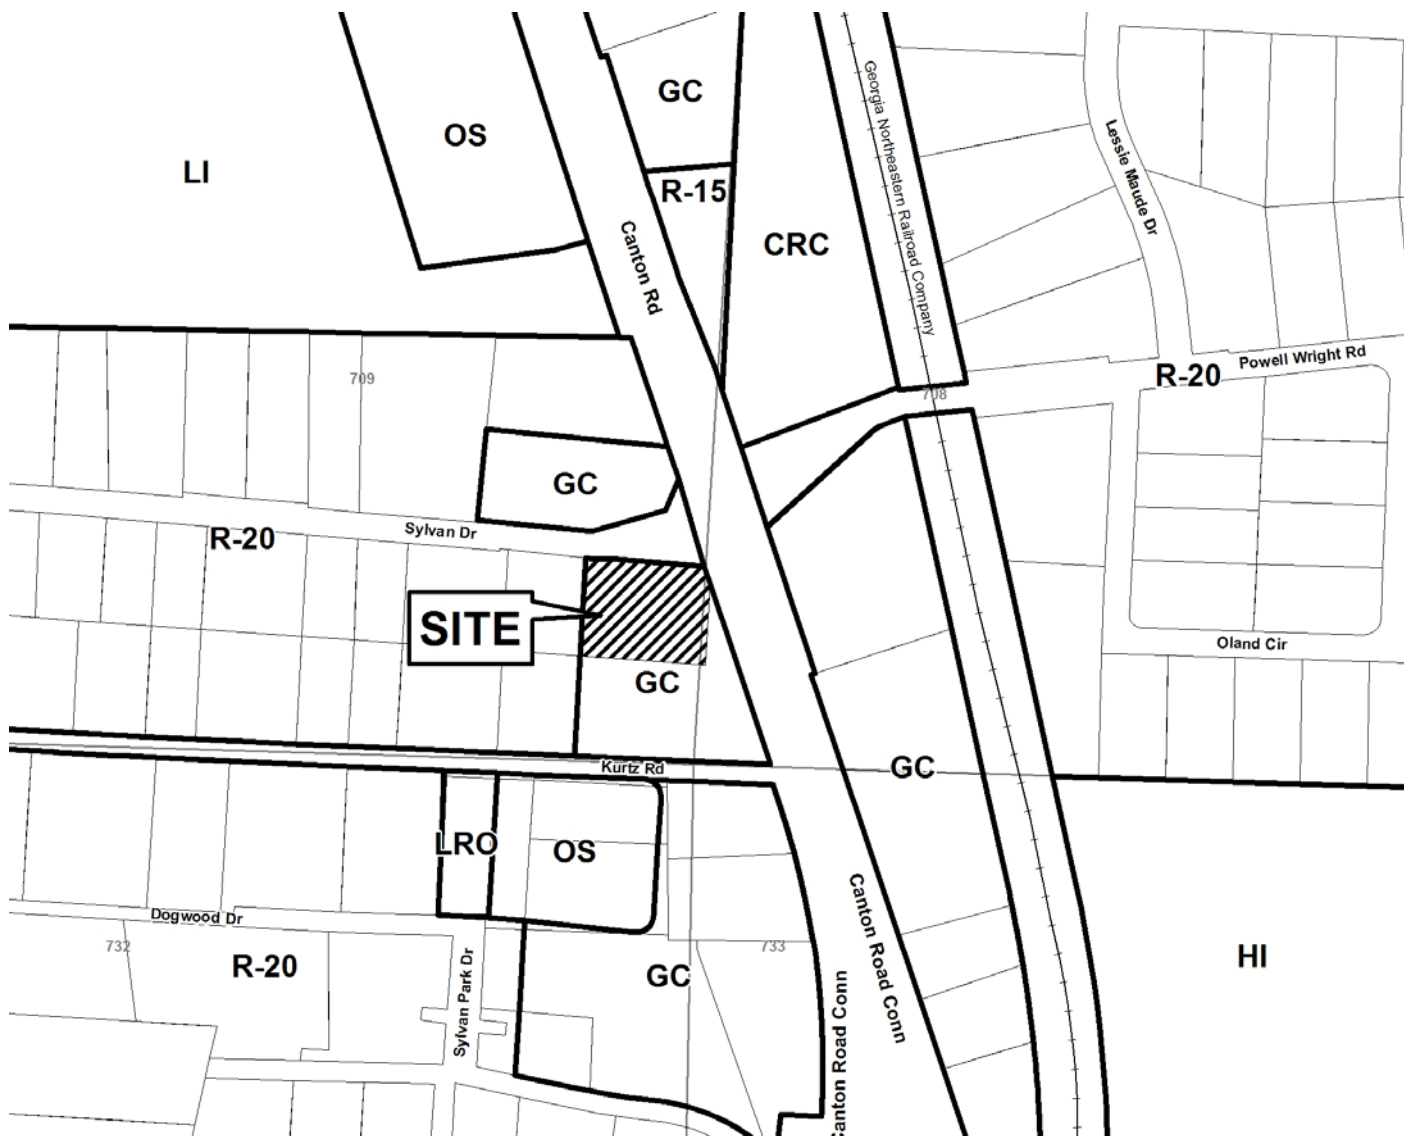 GC
OS
LI
R-15
CRC
Georgia Northeastern Railroad Company
Lessie Maude Dr
Canton Rd
Powell Wright Rd
R-20
709
708
GC
Sylvan Dr
R-20
SITE
Oland Cir
GC
Kurtz Rd
GC
LRO
OS
Canton Road Conn
Dogwood Dr
732
733
R-20
GC
HI
Sylvan Park Dr
Canton Road Conn